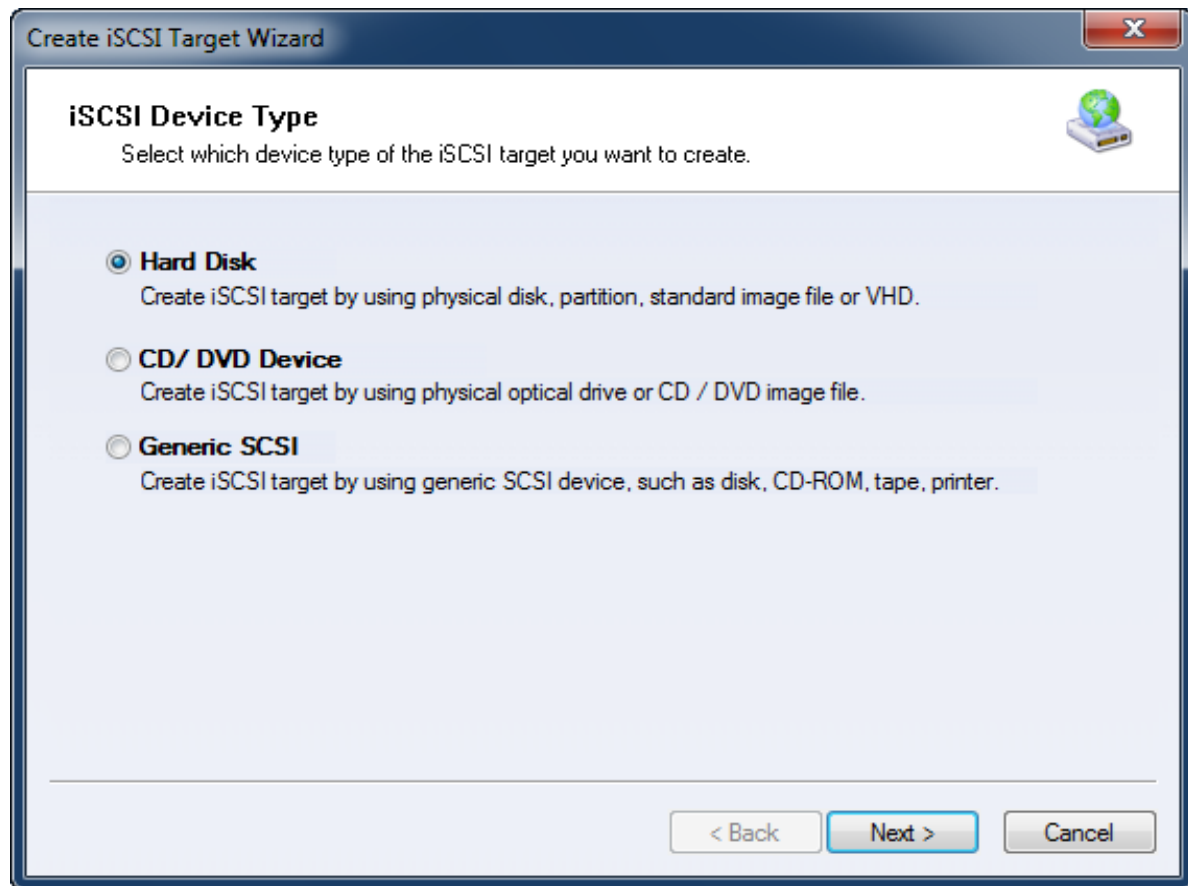 Create iSCSI Target Wizard
x
iSCSI Device Type
Select which device type of the iSCSI target you want to create.
Hard Disk
Create iSCSI target by using physical disk, partition, standard image file or VHD.
CD/ DVD Device
Create iSCSI target by using physical optical drive or CD / DVD image file.
Generic SCSI
Create iSCSI target by using generic SCSI device, such as disk, CD-ROM, tape, printer.
< Back Next > Cancel